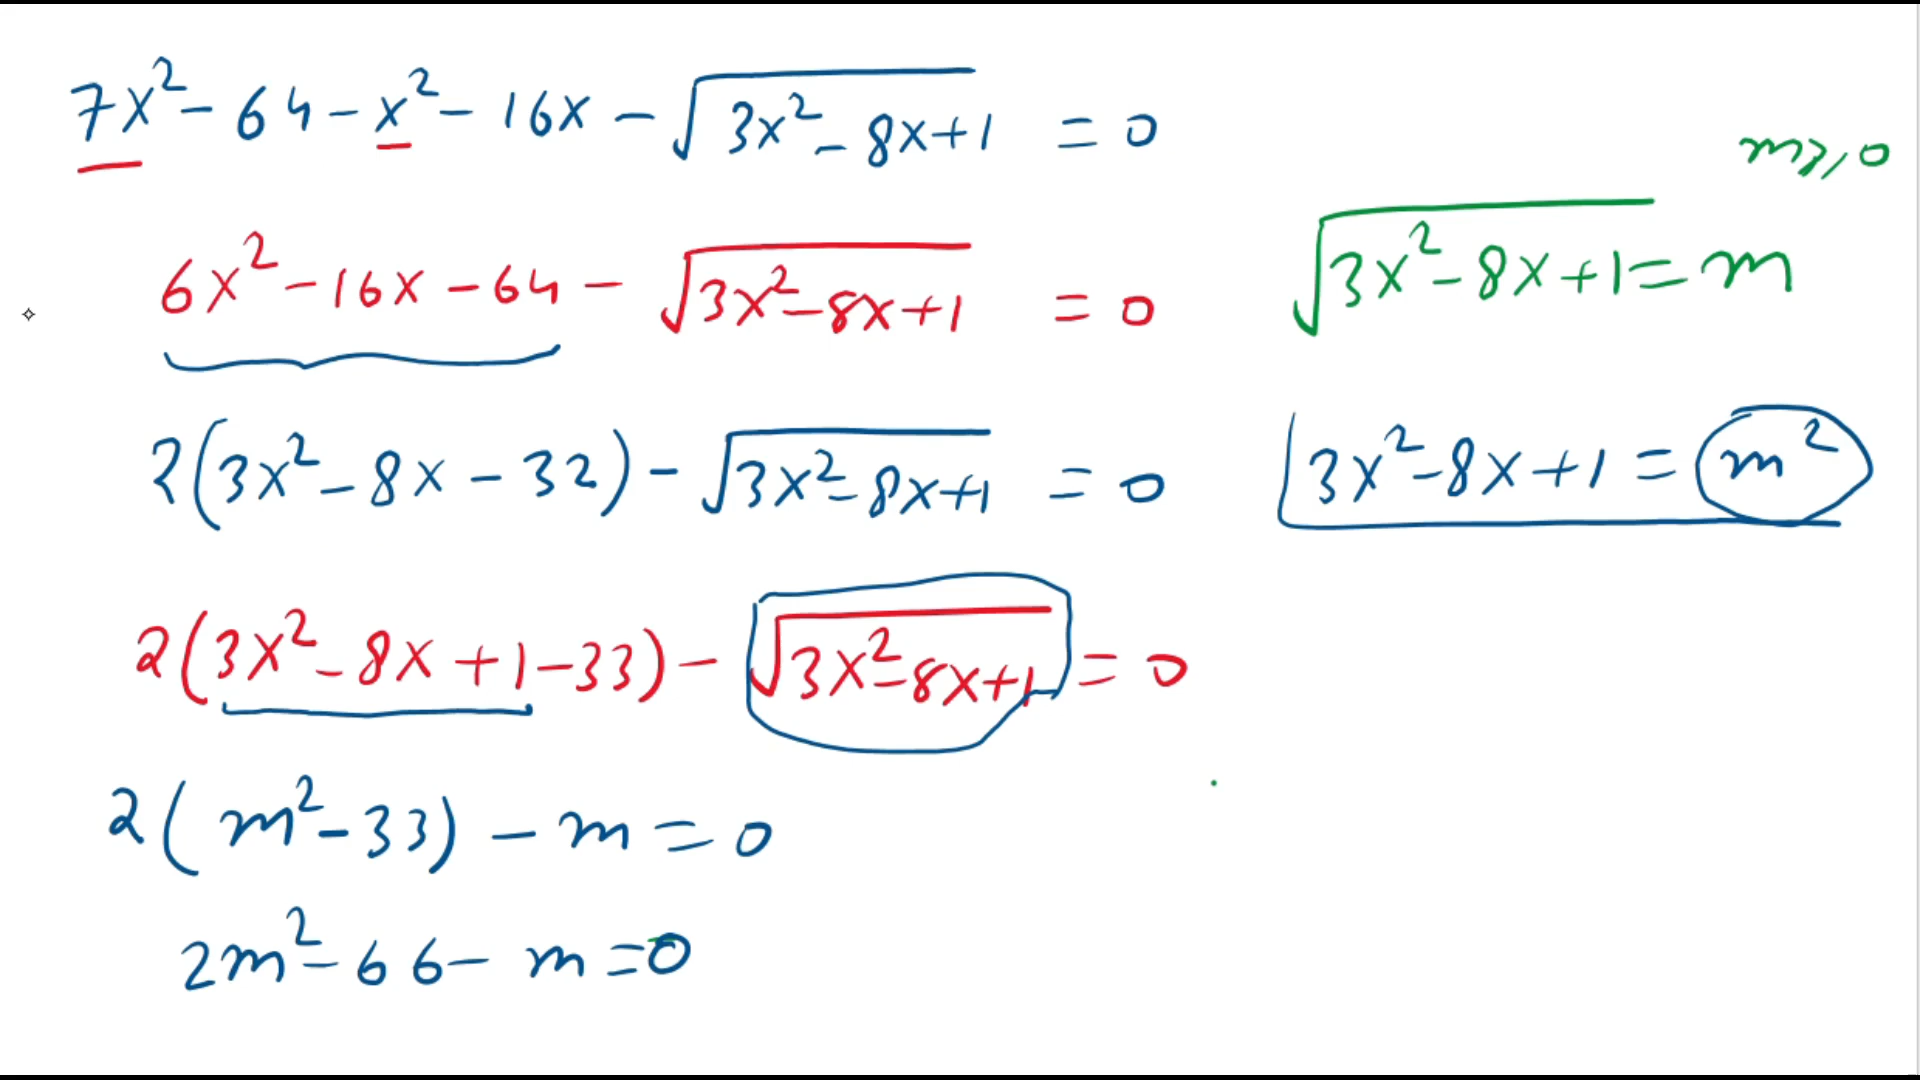 7x² - 64 - x² - 16x - √(3x² - 8x + 1) = 0
m ⩾ 0
6x² - 16x - 64 - √(3x² - 8x + 1) = 0
√(3x² - 8x + 1) = m
2(3x² - 8x - 32) - √(3x² - 8x + 1) = 0
3x² - 8x + 1 = m²
2(3x² - 8x + 1 - 33) - √(3x² - 8x + 1) = 0
2(m² - 33) - m = 0
2m² - 66 - m = 0